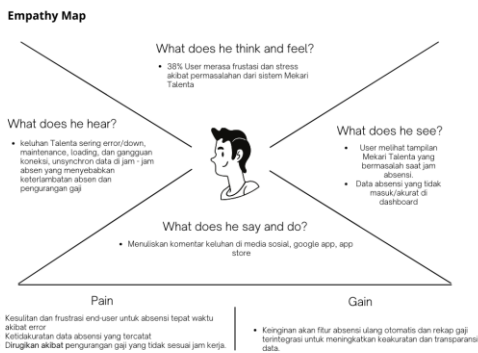 Empathy Map
What does he think and feel?
38% User merasa frustasi dan stress
akibat permasalahan dari sistem Mekari
Talenta
What does he hear?
keluhan Talenta sering error/down,
maintenance, loading, dan gangguan
koneksi, unsynchron data di jam - jam
absen yang menyebabkan
keterlambatan absen dan
pengurangan gaji
What does he see?
User melihat tampilan
Mekari Talenta yang
bermasalah saat jam
absensi.
Data absensi yang tidak
masuk/akurat di
dashboard
What does he say and do?
Menuliskan komentar keluhan di media sosial, google app, app
store
Pain
Kesulitan dan frustrasi end-user untuk absensi tepat waktu
akibat error
Ketidakuratan data absensi yang tercatat
Dirugikan akibat pengurangan gaji yang tidak sesuai jam kerja.
Gain
Keinginan akan fitur absensi ulang otomatis dan rekap gaji
terintegrasi untuk meningkatkan keakuratan dan transparansi
data.